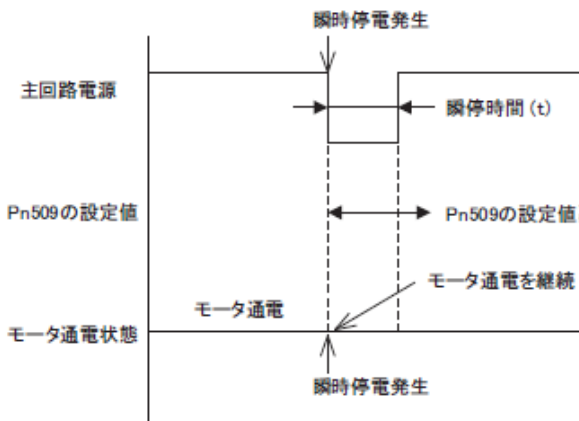 瞬時停電発生
主回路電源
瞬停時間(t)
Pn509の設定値
Pn509の設定値
モータ通電を継続
モータ通電
モータ通電状態
瞬時停電発生